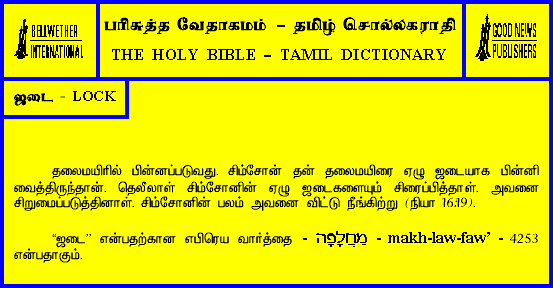 BELLWETHER
INTERNATIONAL
பரிசுத்த வேதாகமம் – தமிழ் சொல்லகராதி
THE HOLY BIBLE – TAMIL DICTIONARY
GOOD NEWS
PUBLISHERS
ஜடை - LOCK
தலைமயிரில் பின்னப்படுவது. சிம்சோன் தன் தலைமயிரை ஏழு ஜடையாக பின்னி
வைத்திருந்தான். தெலீலாள் சிம்சோனின் ஏழு ஜடைகளையும் சிரைப்பித்தாள். அவனை
சிறுமைப்படுத்தினாள். சிம்சோனின் பலம் அவனை விட்டு நீங்கிற்று (நியா 16:19).
“ஜடை” என்பதற்கான எபிரெய வார்த்தை - מַחֲלָפָה - makh-law-faw’ - 4253
என்பதாகும்.